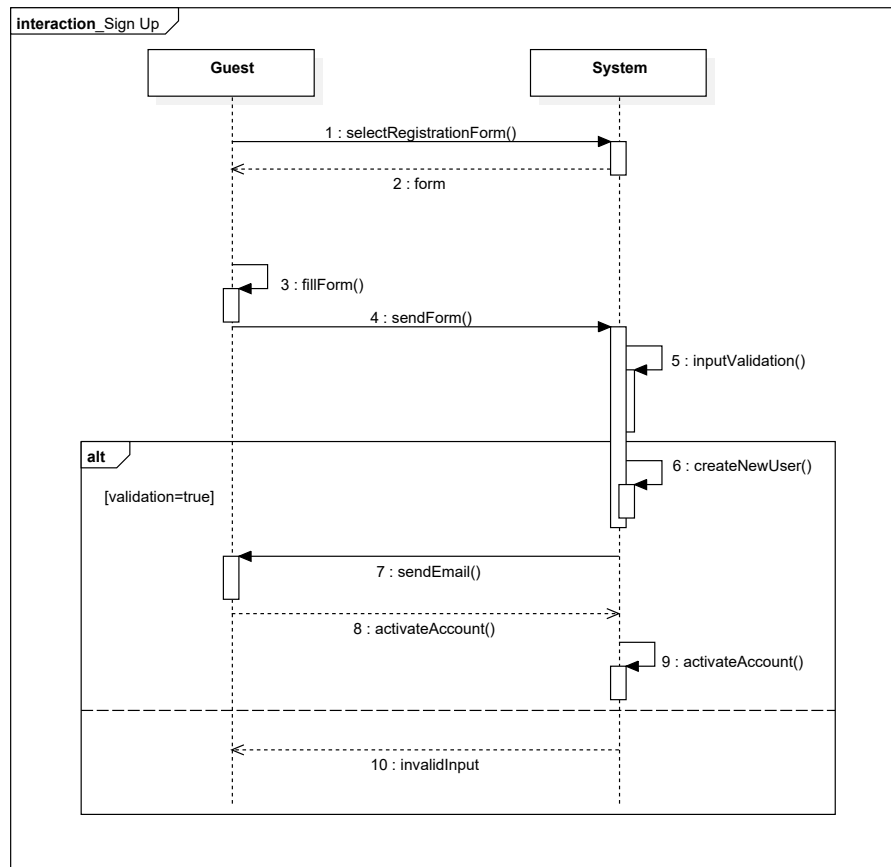 interaction_Sign Up
Guest
System
1 : selectRegistrationForm()
2 : form
3 : fillForm()
4 : sendForm()
5 : inputValidation()
alt
6 : createNewUser()
[validation=true]
7 : sendEmail()
8 : activateAccount()
9 : activateAccount()
10 : invalidInput